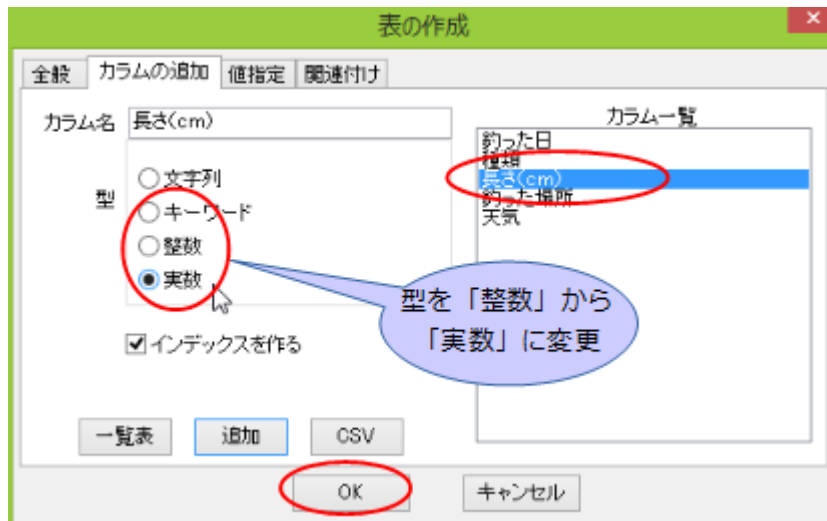 表の作成
全般 カラムの追加 値指定 関連付け
カラム名 長さ(cm)
型
文字列
キーワード
整数
実数
インデックスを作る
カラム一覧
釣った日
種類
長さ(cm)
釣った場所
天気
型を「整数」から
「実数」に変更
一覧表 追加 CSV
OK キャンセル